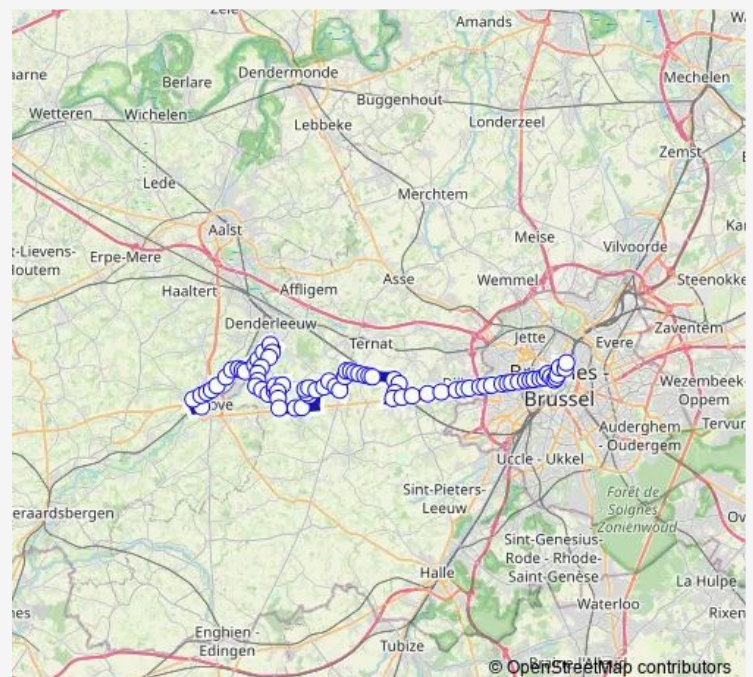 Zele
Amands
aarne
Berlare
Dendermonde
Mechelen
Wetteren
Wichelen
Buggenhout
Lebbeke
Londerzeel
Zemst
Lede
Merchtem
Aalst
t-Lievens-
Houtem
Erpe-Mere
Meise
Vilvoorde
Haaltert
Affligem
Asse
Wemmel
Steenokke
Denderleeuw
Ternat
Jette
Evere
Zaventem
Brussel
Wezembeek-
Oppem
Tervur
Auderghem
- Oudergem
Uccle - Ukkel
Sint-Pieters-
Leeuw
Forêt de
Soignes -
Zoniënwoud
eraardsbergen
Sint-Genesius-
Rode - Rhode-
Saint-Genèse
Halle
La Hulpe
Waterloo
Rixen
Enghien -
Edingen
Tubize
© OpenStreetMap contributors